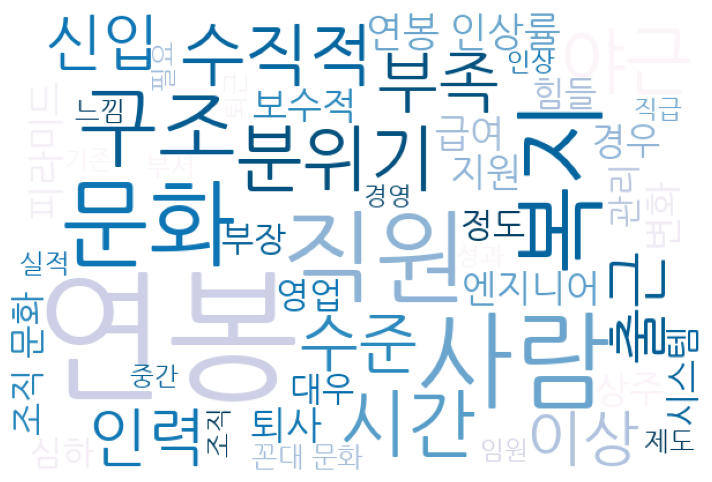 신입
수직적
연봉 인상률
야근
필요
부족
인상
힘들
느낌
구조
퇴근
보수적
복지
직급
피라미드
기존
부서
분위기
급여
지원
경우
관리
변화
경영
문화
직원
정도
부장
성과
출근
실적
연봉
영업
엔지니어
수준
사람
시스템
조직 문화
중간
대우
상주
인력
조직
퇴사
시간
이상
제도
심하
꼰대 문화
임원